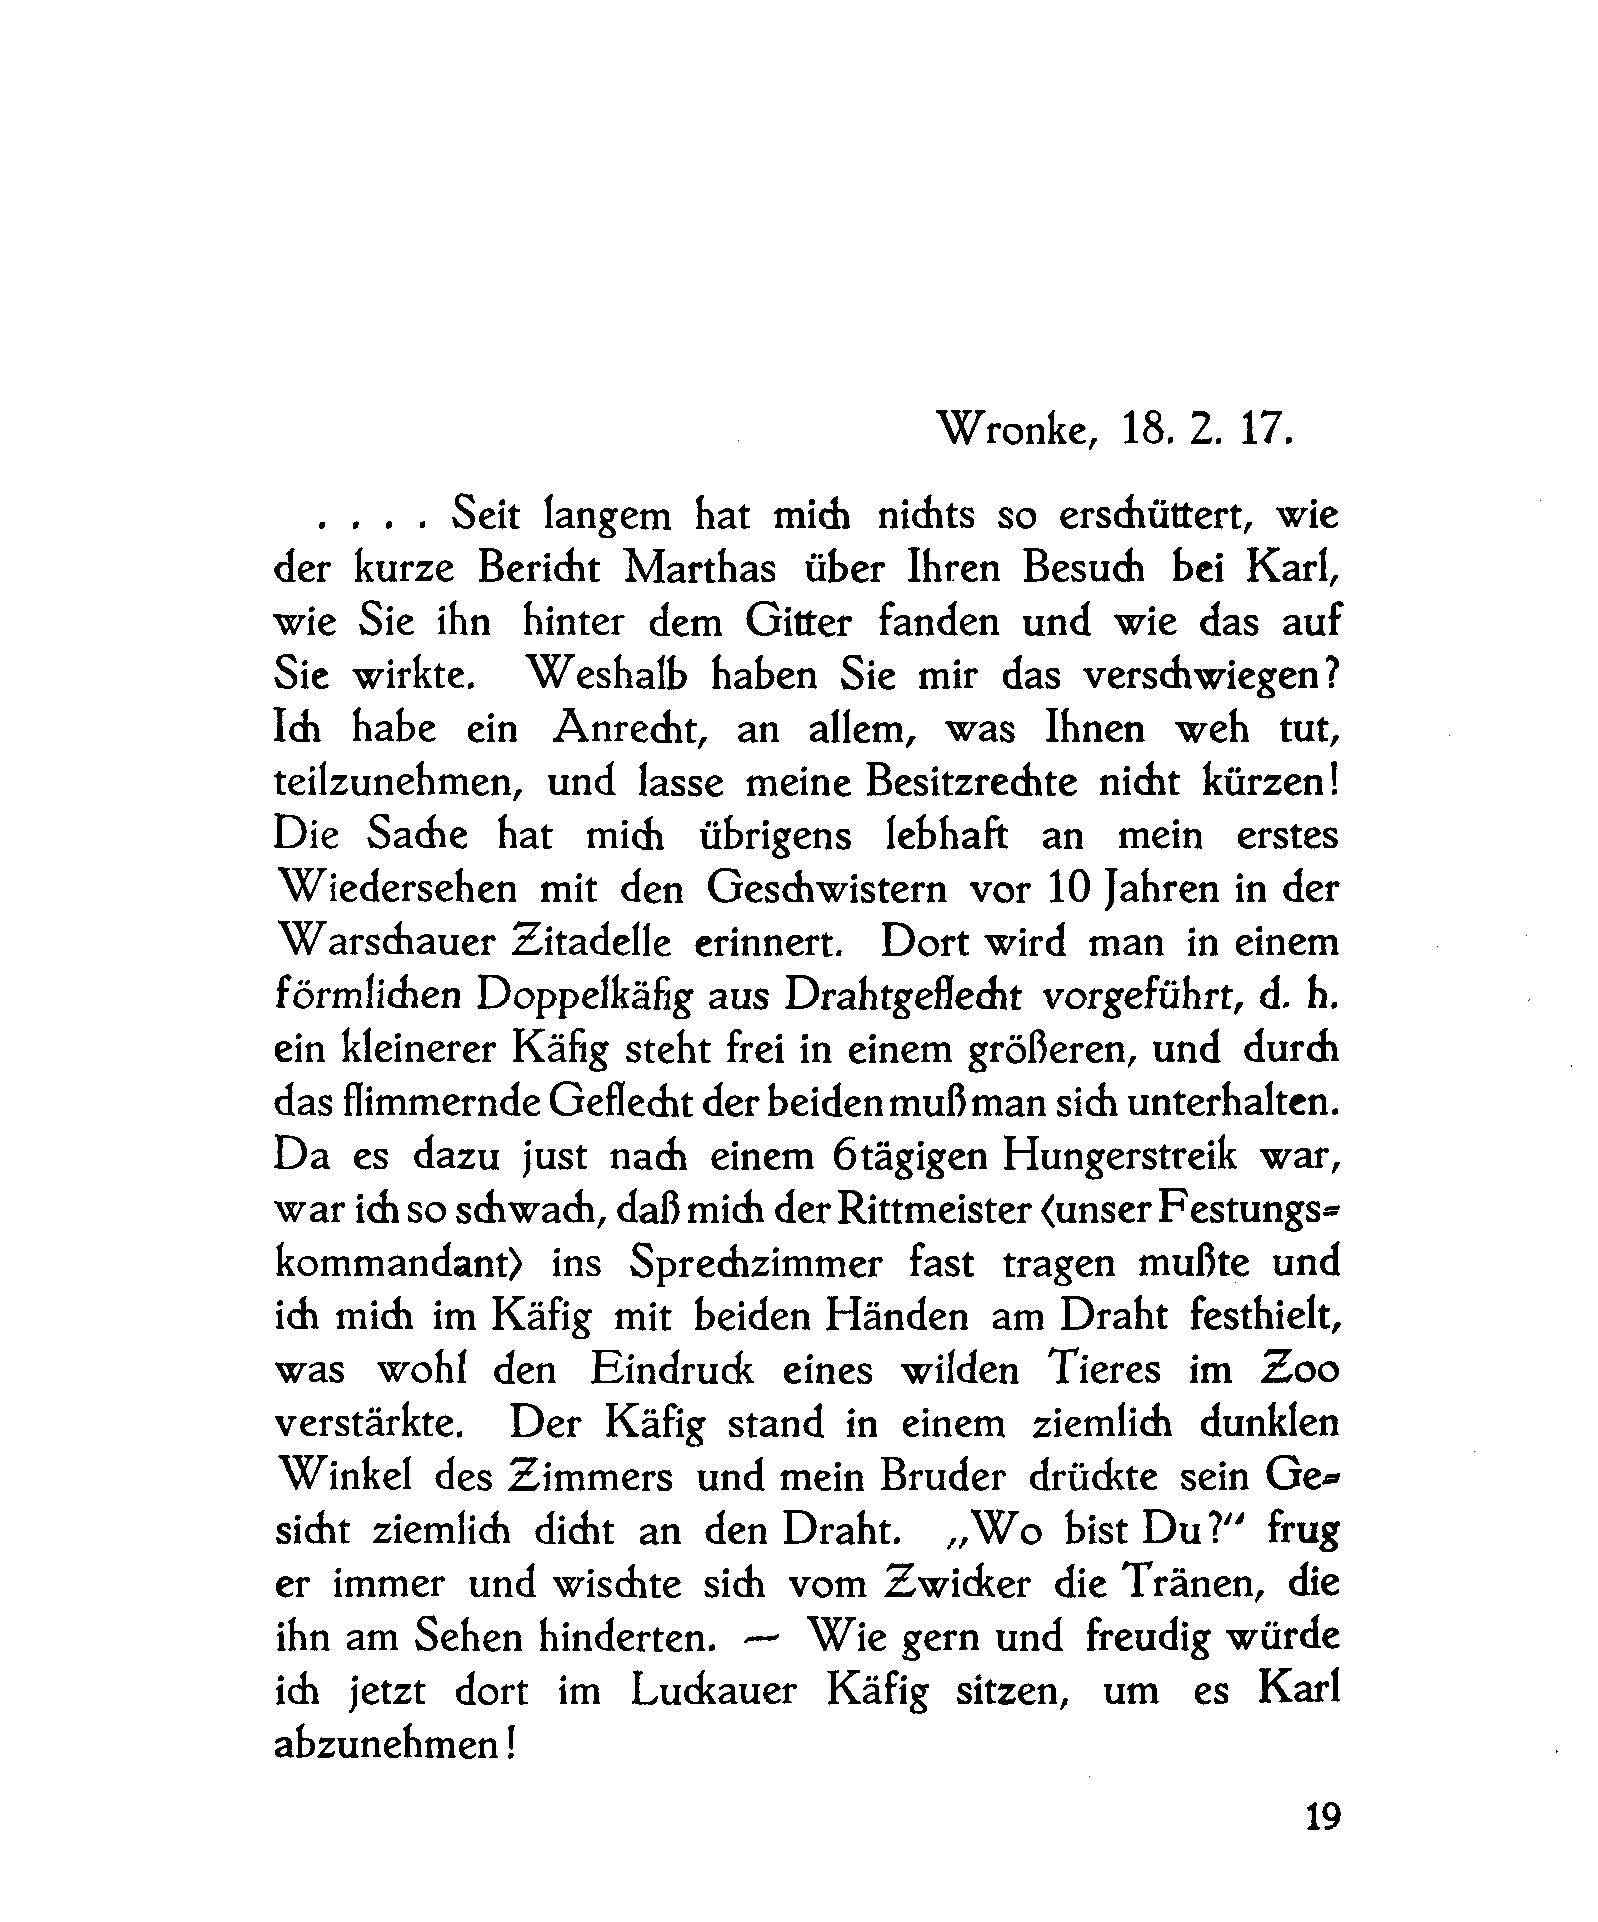 Wronke, 18. 2. 17.
. . . . Seit langem hat mich nichts so erschüttert, wie
der kurze Bericht Marthas über Ihren Besuch bei Karl,
wie Sie ihn hinter dem Gitter fanden und wie das auf
Sie wirkte. Weshalb haben Sie mir das verschwiegen?
Ich habe ein Anrecht, an allem, was Ihnen weh tut,
teilzunehmen, und lasse meine Besitzrechte nicht kürzen!
Die Sache hat mich übrigens lebhaft an mein erstes
Wiedersehen mit den Geschwistern vor 10 Jahren in der
Warschauer Zitadelle erinnert. Dort wird man in einem
förmlichen Doppelkäfig aus Drahtgeflecht vorgeführt, d. h.
ein kleinerer Käfig steht frei in einem größeren, und durch
das flimmernde Geflecht der beiden muß man sich unterhalten.
Da es dazu just nach einem 6tägigen Hungerstreik war,
war ich so schwach, daß mich der Rittmeister (unser Festungs-
kommandant) ins Sprechzimmer fast tragen mußte und
ich mich im Käfig mit beiden Händen am Draht festhielt,
was wohl den Eindruck eines wilden Tieres im Zoo
verstärkte. Der Käfig stand in einem ziemlich dunklen
Winkel des Zimmers und mein Bruder drückte sein Ge-
sicht ziemlich dicht an den Draht. „Wo bist Du?“ frug
er immer und wischte sich vom Zwicker die Tränen, die
ihn am Sehen hinderten. — Wie gern und freudig würde
ich jetzt dort im Luckauer Käfig sitzen, um es Karl
abzunehmen!
19